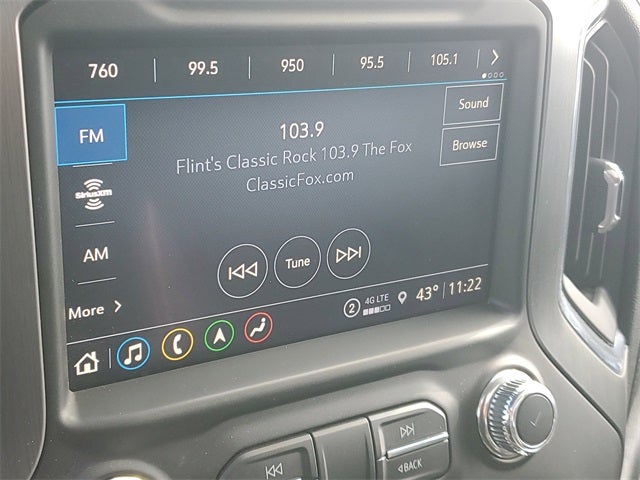 760 99.5 950 95.5 105.1
FM
103.9
Sound
Flint's Classic Rock 103.9 The Fox
Browse
ClassicFox.com
SiriusXM
AM
Tune
More
2 4G LTE 43° 11:22
BACK